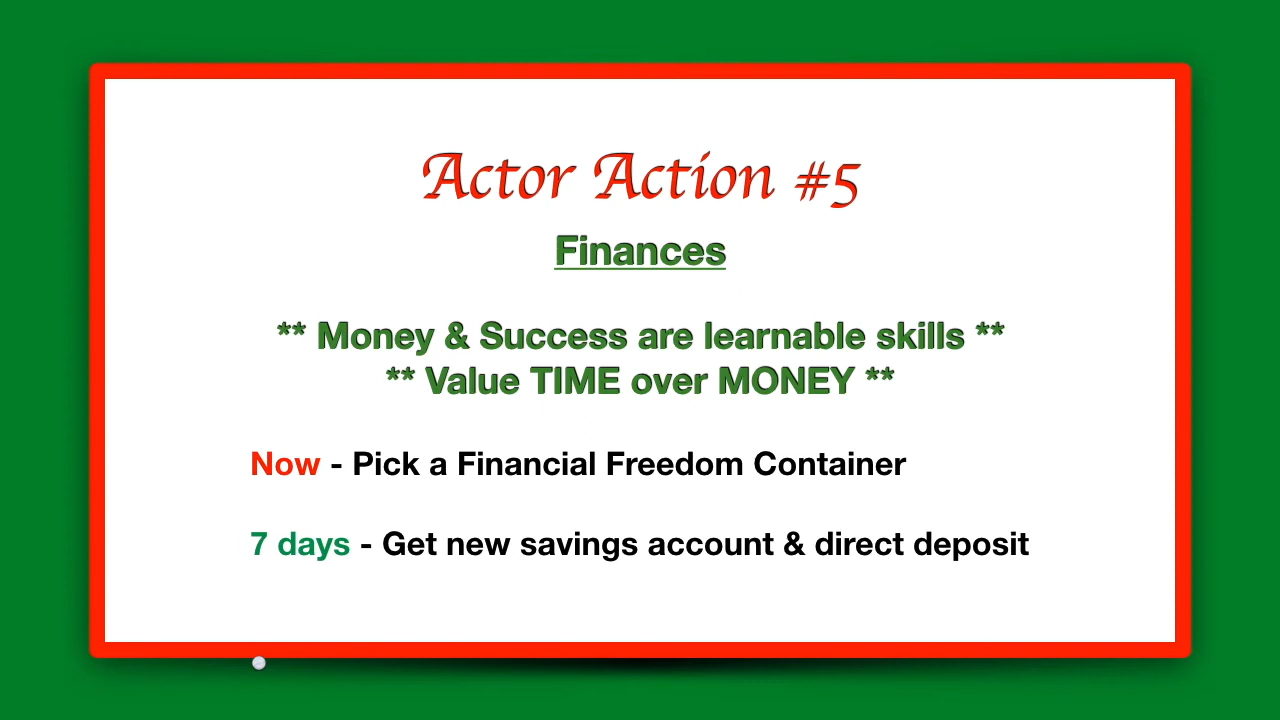 Actor Action #5
Finances
** Money & Success are learnable skills **
** Value TIME over MONEY **
Now - Pick a Financial Freedom Container
7 days - Get new savings account & direct deposit